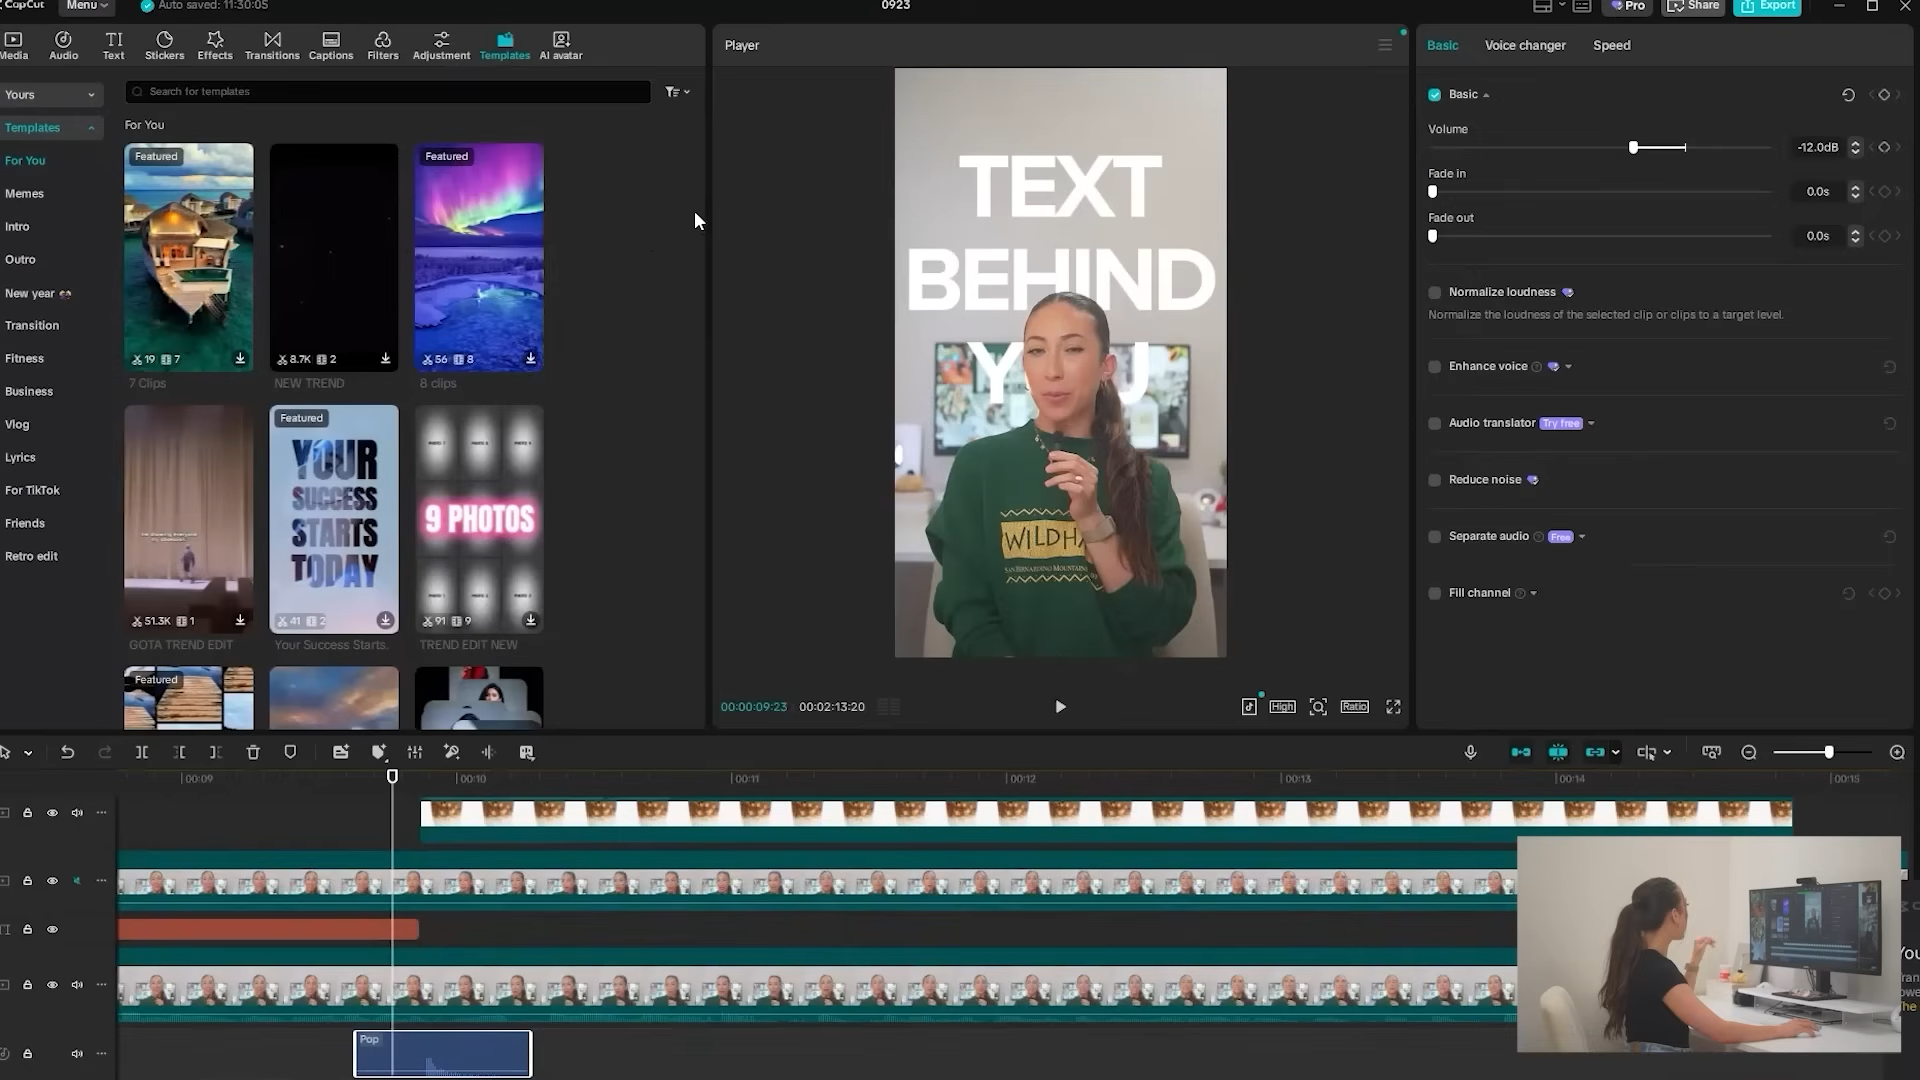 CapCut
Menu
Auto saved: 11:30:05
0923
Pro
Share
Export
Media
Audio
Text
Stickers
Effects
Transitions
Captions
Filters
Adjustment
Templates
AI avatar
Yours
Templates
For You
Memes
Intro
Outro
New year
Transition
Fitness
Business
Vlog
Lyrics
For TikTok
Friends
Retro edit
Search for templates
For You
Featured
19 7
7 Clips
8.7K 2
NEW TREND
Featured
56 8
8 clips
51.3K 1
GOTA TREND EDIT
Featured
YOUR
SUCCESS
STARTS
TODAY
41 2
Your Success Starts.
9 PHOTOS
91 9
TREND EDIT NEW
Featured
Player
TEXT
BEHIND
YOU
WILDHA
SAN BERNARDINO MOUNTAINS
00:00:09:23
00:02:13:20
High
Ratio
Basic
Voice changer
Speed
Basic
Volume
-12.0dB
Fade in
0.0s
Fade out
0.0s
Normalize loudness
Normalize the loudness of the selected clip or clips to a target level.
Enhance voice
Audio translator Try free
Reduce noise
Separate audio Free
Fill channel
00:09
00:10
00:11
00:12
00:13
00:14
00:15
Pop